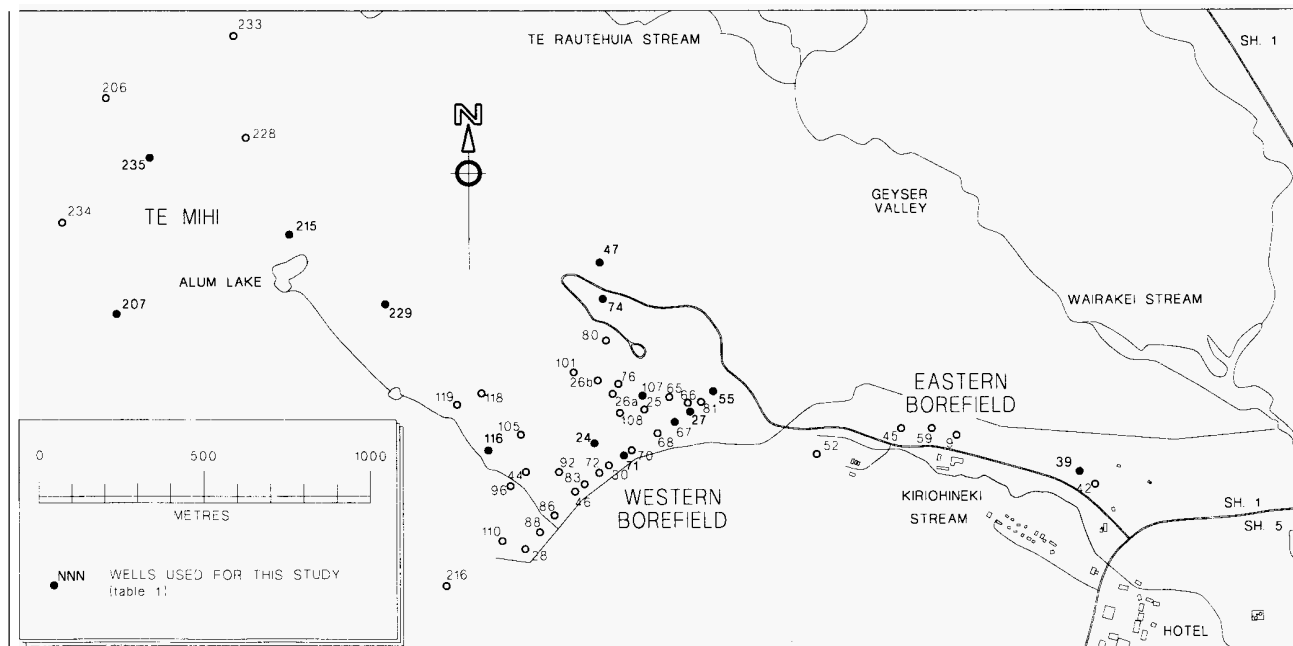 233
TE RAUTEHUIA STREAM
SH. 1
206
228
N
235
GEYSER
VALLEY
234
TE MIHI
215
47
ALUM LAKE
207
229
74
WAIRAKEI STREAM
80
101
26b
76
107
65
66
55
EASTERN
BOREFIELD
119
118
26a
25
81
108
27
67
68
45
59
9
105
116
24
70
52
39
44
92
72
71
30
42
96
83
46
WESTERN
BOREFIELD
KIRIOHINEKI
STREAM
86
88
SH. 1
SH. 5
110
28
216
HOTEL
0
500
1000
METRES
NNN WELLS USED FOR THIS STUDY
(table 1)